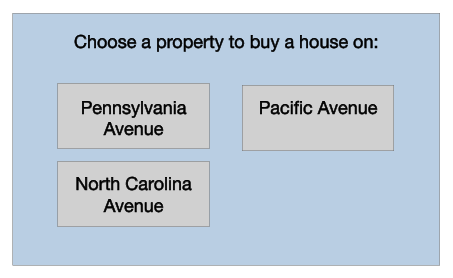 Choose a property to buy a house on:
Pennsylvania
Avenue
Pacific Avenue
North Carolina
Avenue